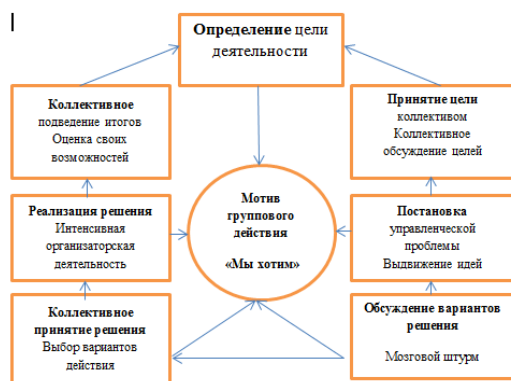 Определение цели
деятельности
Коллективное
подведение итогов
Оценка своих
возможностей
Принятие цели
коллективом
Коллективное
обсуждение целей
Мотив
группового
действия
«Мы хотим»
Реализация решения
Интенсивная
организаторская
деятельность
Постановка
управленческой
проблемы
Выдвижение идей
Коллективное
принятие решения
Выбор вариантов
действия
Обсуждение вариантов
решения
Мозговой штурм